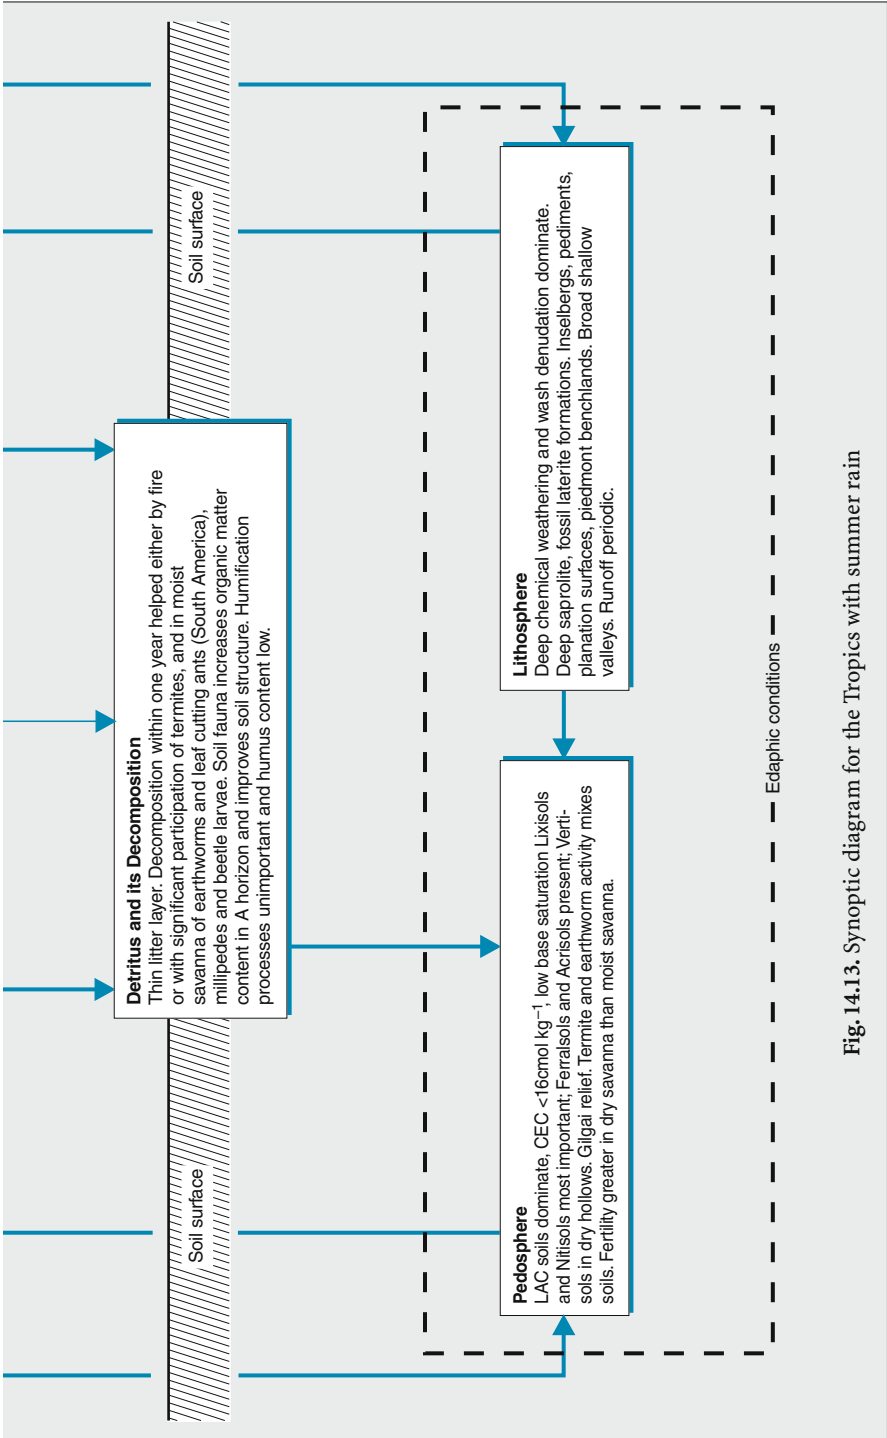 Soil surface
Soil surface
Detritus and its Decomposition
Thin litter layer. Decomposition within one year helped either by fire
or with significant participation of termites, and in moist
savanna of earthworms and leaf cutting ants (South America),
millipedes and beetle larvae. Soil fauna increases organic matter
content in A horizon and improves soil structure. Humification
processes unimportant and humus content low.
Pedosphere
LAC soils dominate, CEC <16cmol kg⁻¹, low base saturation Lixisols
and Nitisols most important; Ferralsols and Acrisols present; Verti-
sols in dry hollows. Gilgai relief. Termite and earthworm activity mixes
soils. Fertility greater in dry savanna than moist savanna.
Lithosphere
Deep chemical weathering and wash denudation dominate.
Deep saprolite, fossil laterite formations. Inselbergs, pediments,
planation surfaces, piedmont benchlands. Broad shallow
valleys. Runoff periodic.
Edaphic conditions
Fig. 14.13. Synoptic diagram for the Tropics with summer rain